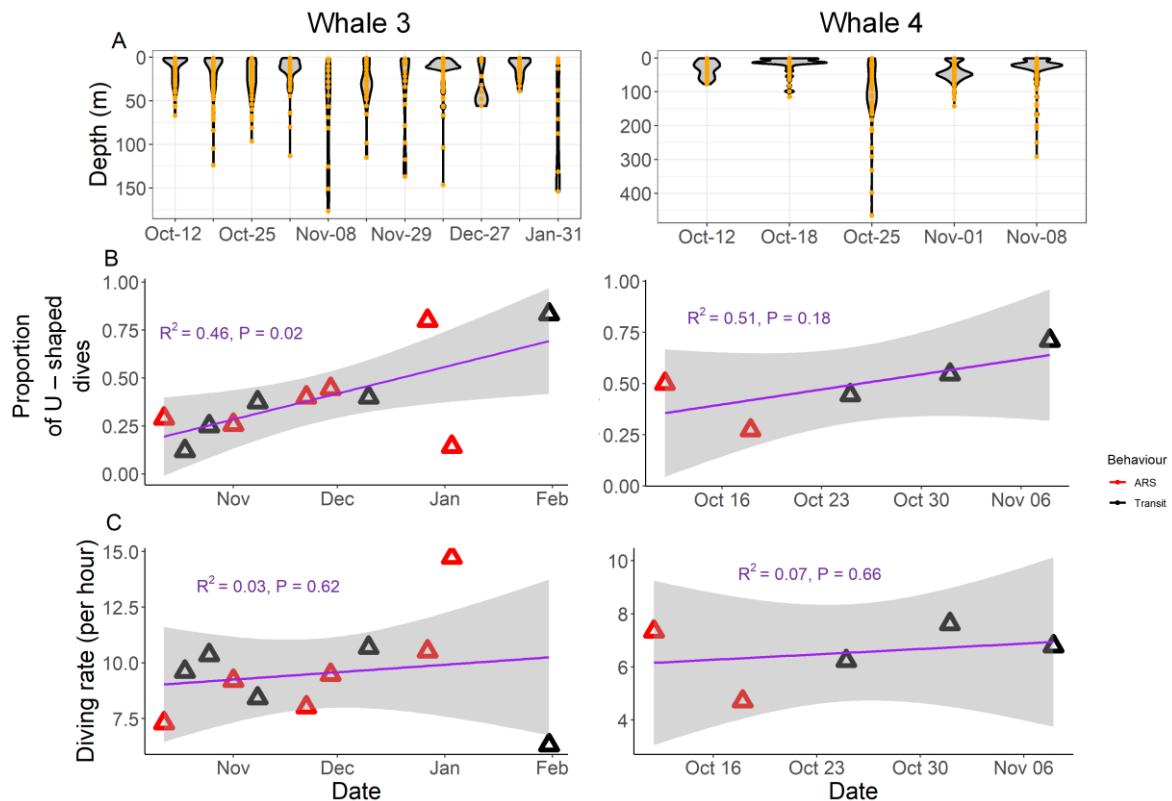 Whale 3
Whale 4
A
Depth (m)
0
50
100
150
Oct-12
Oct-25
Nov-08
Nov-29
Dec-27
Jan-31
0
100
200
300
400
Oct-12
Oct-18
Oct-25
Nov-01
Nov-08
B
Proportion
of U – shaped
dives
1.00
0.75
0.50
0.25
0.00
R² = 0.46, P = 0.02
Nov
Dec
Jan
Feb
1.00
0.75
0.50
0.25
0.00
R² = 0.51, P = 0.18
Oct 16
Oct 23
Oct 30
Nov 06
Behaviour
ARS
Transit
C
Diving rate (per hour)
15.0
12.5
10.0
7.5
R² = 0.03, P = 0.62
Nov
Dec
Jan
Feb
Date
10
8
6
4
R² = 0.07, P = 0.66
Oct 16
Oct 23
Oct 30
Nov 06
Date